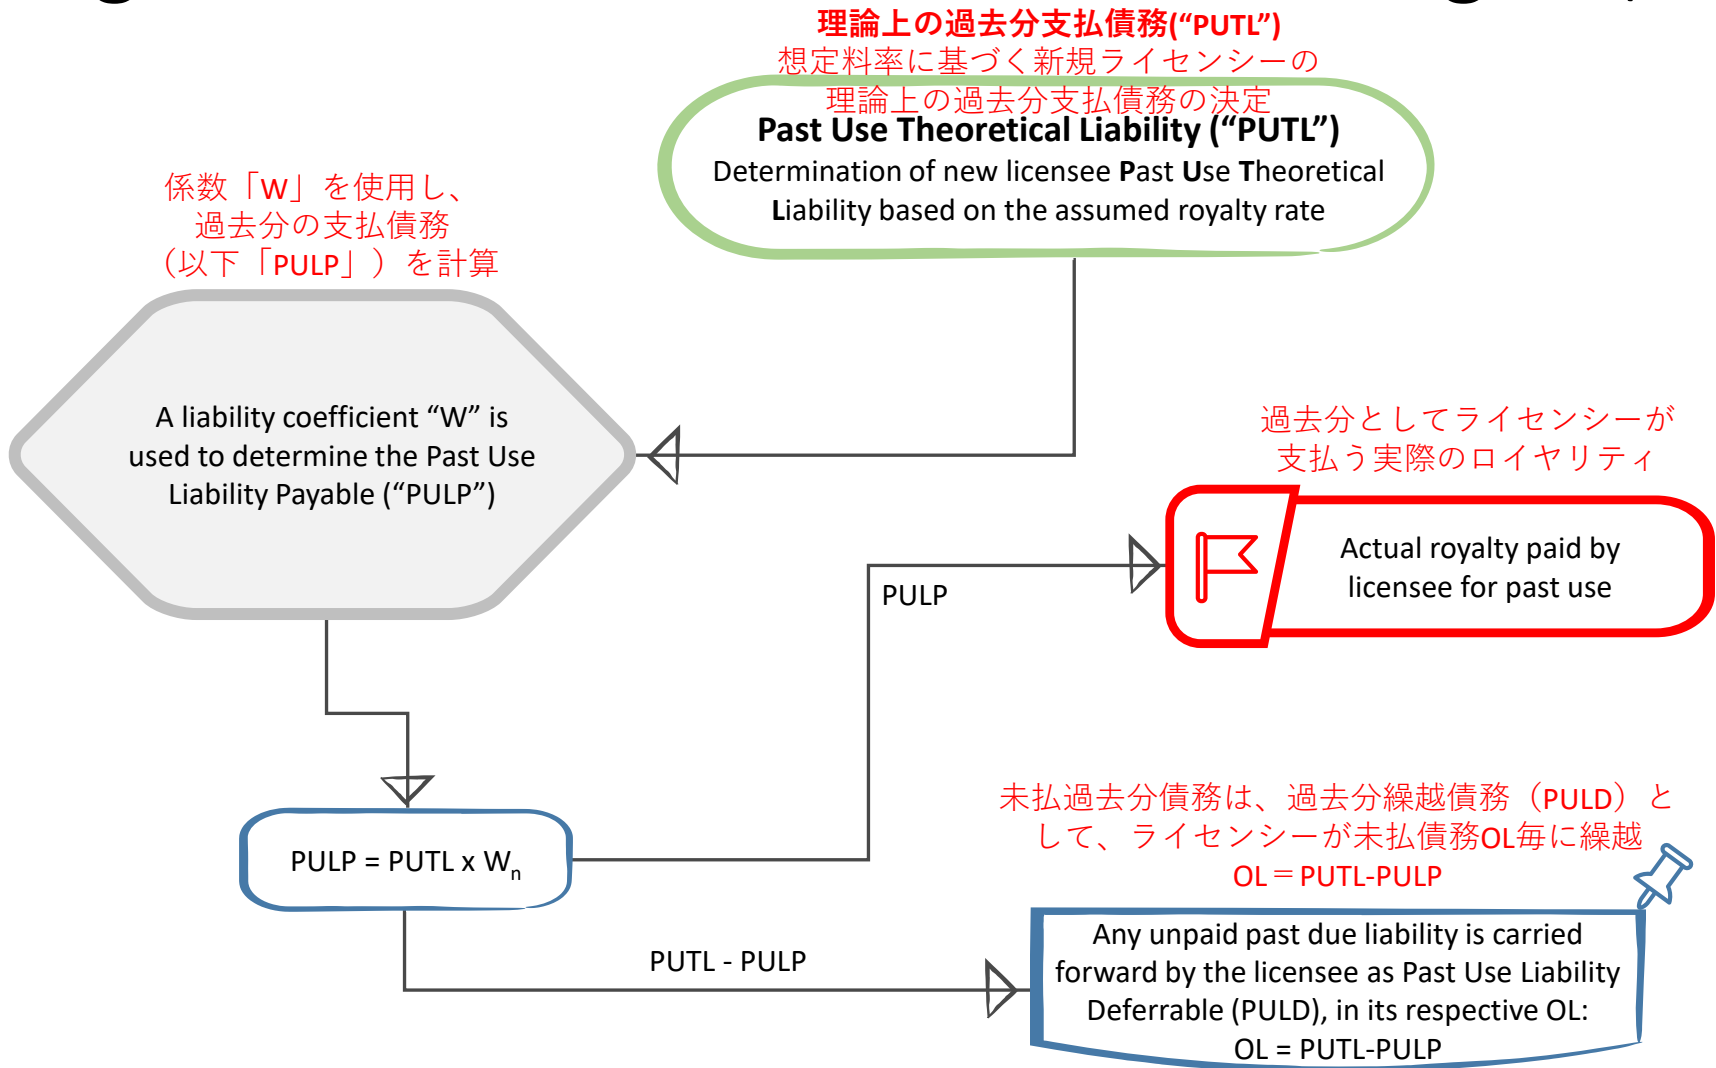 理論上の過去分支払債務(“PUTL”)
想定料率に基づく新規ライセンシーの
理論上の過去分支払債務の決定
Past Use Theoretical Liability (“PUTL”)
Determination of new licensee Past Use Theoretical
Liability based on the assumed royalty rate
係数「W」を使用し、
過去分の支払債務
（以下「PULP」）を計算
A liability coefficient “W” is
used to determine the Past Use
Liability Payable (“PULP”)
過去分としてライセンシーが
支払う実際のロイヤリティ
Actual royalty paid by
licensee for past use
PULP
PULP = PUTL x Wn
未払過去分債務は、過去分繰越債務（PULD）と
して、ライセンシーが未払債務OL毎に繰越
OL＝PUTL-PULP
PUTL - PULP
Any unpaid past due liability is carried
forward by the licensee as Past Use Liability
Deferrable (PULD), in its respective OL:
OL = PUTL-PULP